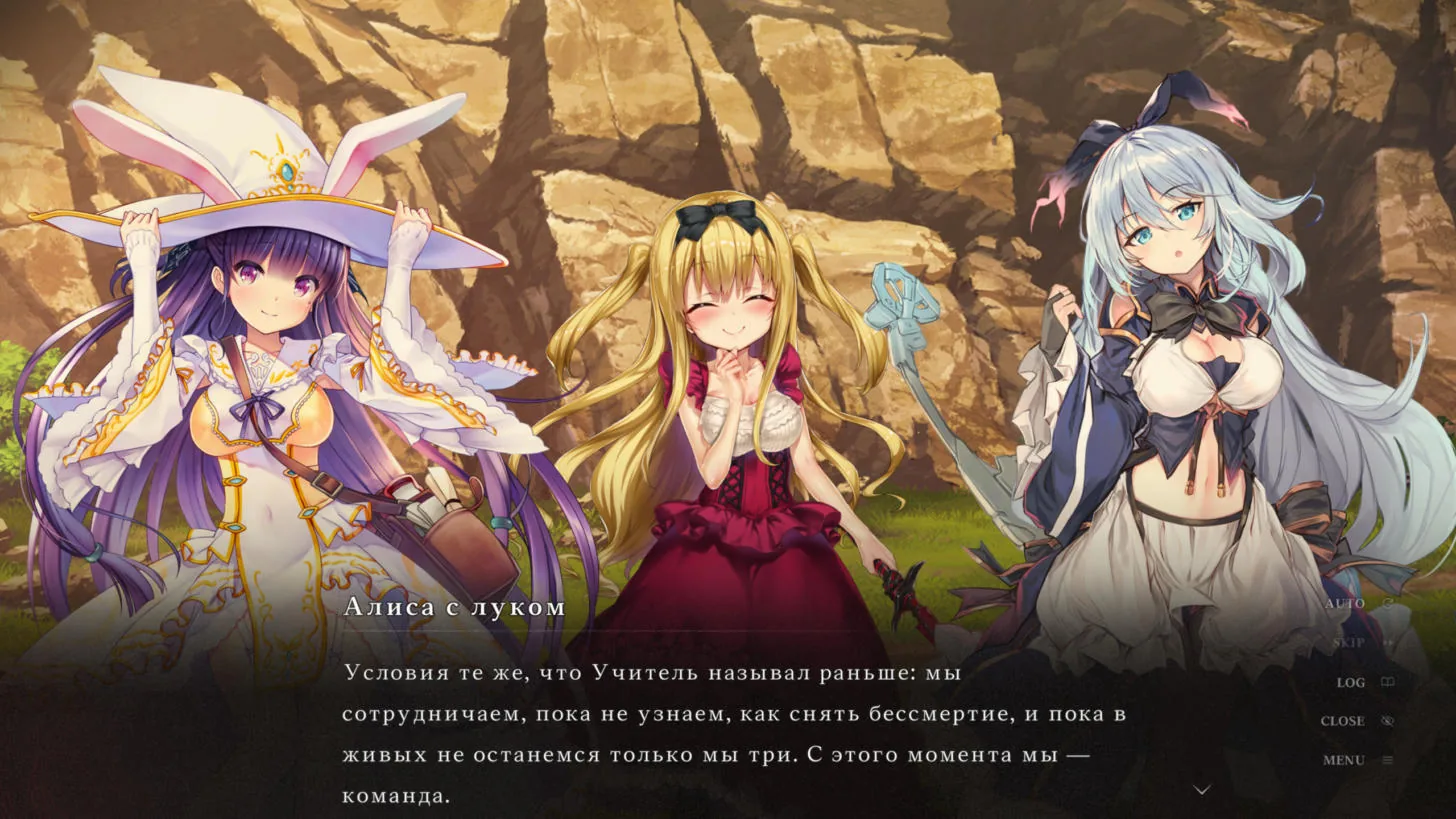 Алиса с луком
Условия те же, что Учитель называл раньше: мы
сотрудничаем, пока не узнаем, как снять бессмертие, и пока в
живых не останемся только мы три. С этого момента мы —
команда.
AUTO
SKIP
LOG
CLOSE
MENU